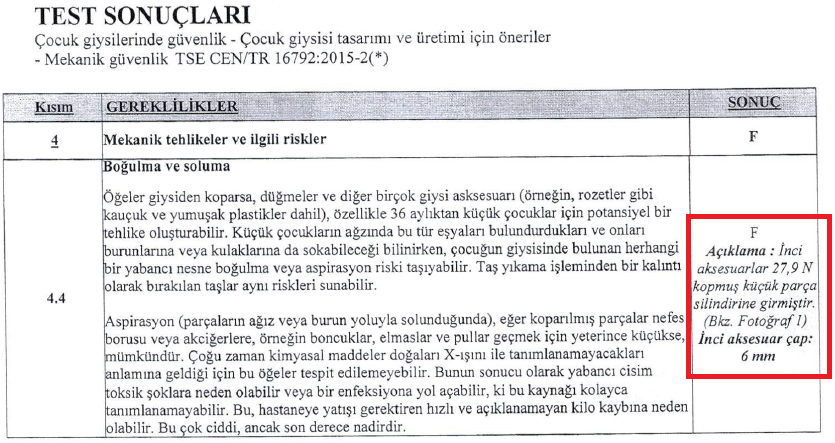 TEST SONUÇLARI
Çocuk giysilerinde güvenlik - Çocuk giysisi tasarımı ve üretimi için öneriler
- Mekanik güvenlik TSE CEN/TR 16792:2015-2(*)
Kısım GEREKLİLİKLER SONUÇ
4 Mekanik tehlikeler ve ilgili riskler F
4.4
Boğulma ve soluma
Öğeler giysiden koparsa, düğmeler ve diğer birçok giysi asksesuarı (örneğin, rozetler gibi
kauçuk ve yumuşak plastikler dahil), özellikle 36 aylıktan küçük çocuklar için potansiyel bir
tehlike oluşturabilir. Küçük çocukların ağzında bu tür eşyaları bulundurdukları ve onları
burunlarına veya kulaklarına da sokabileceği bilinirken, çocuğun giysisinde bulunan herhangi
bir yabancı nesne boğulma veya aspirasyon riski taşıyabilir. Taş yıkama işleminden bir kalıntı
olarak bırakılan taşlar aynı riskleri sunabilir.
Aspirasyon (parçaların ağız veya burun yoluyla solunduğunda), eğer koparılmış parçalar nefes
borusu veya akciğerlere, örneğin boncuklar, elmaslar ve pullar geçmek için yeterince küçükse,
mümkündür. Çoğu zaman kimyasal maddeler doğaları X-ışını ile tanımlanamayacakları
anlamına geldiği için bu öğeler tespit edilemeyebilir. Bunun sonucu olarak yabancı cisim
toksik şoklara neden olabilir veya bir enfeksiyona yol açabilir, ki bu kaynağı kolayca
tanımlanamayabilir. Bu, hastaneye yatışı gerektiren hızlı ve açıklanamayan kilo kaybına neden
olabilir. Bu çok ciddi, ancak son derece nadirdir.
F
Açıklama : İnci
aksesuarlar 27,9 N
kopmuş küçük parça
silindirine girmiştir.
(Bkz. Fotoğraf 1)
İnci aksesuar çap:
6 mm